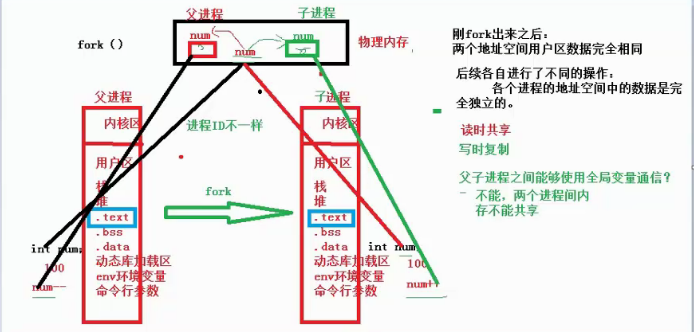 父进程
子进程
fork（）
num
num
num
物理内存
父进程
子进程
内核区
内核区
进程ID不一样
用户区
用户区
栈
栈
堆
堆
fork
.text
.text
.bss
.bss
int num;
.data
.data
int num
100
动态库加载区
动态库加载区
100
num--
env环境变量
env环境变量
num++
命令行参数
命令行参数
刚fork出来之后：
两个地址空间用户区数据完全相同
后续各自进行了不同的操作：
各个进程的地址空间中的数据是完
全独立的。
读时共享
写时复制
父子进程之间能够使用全局变量通信？
- 不能，两个进程间内
存不能共享